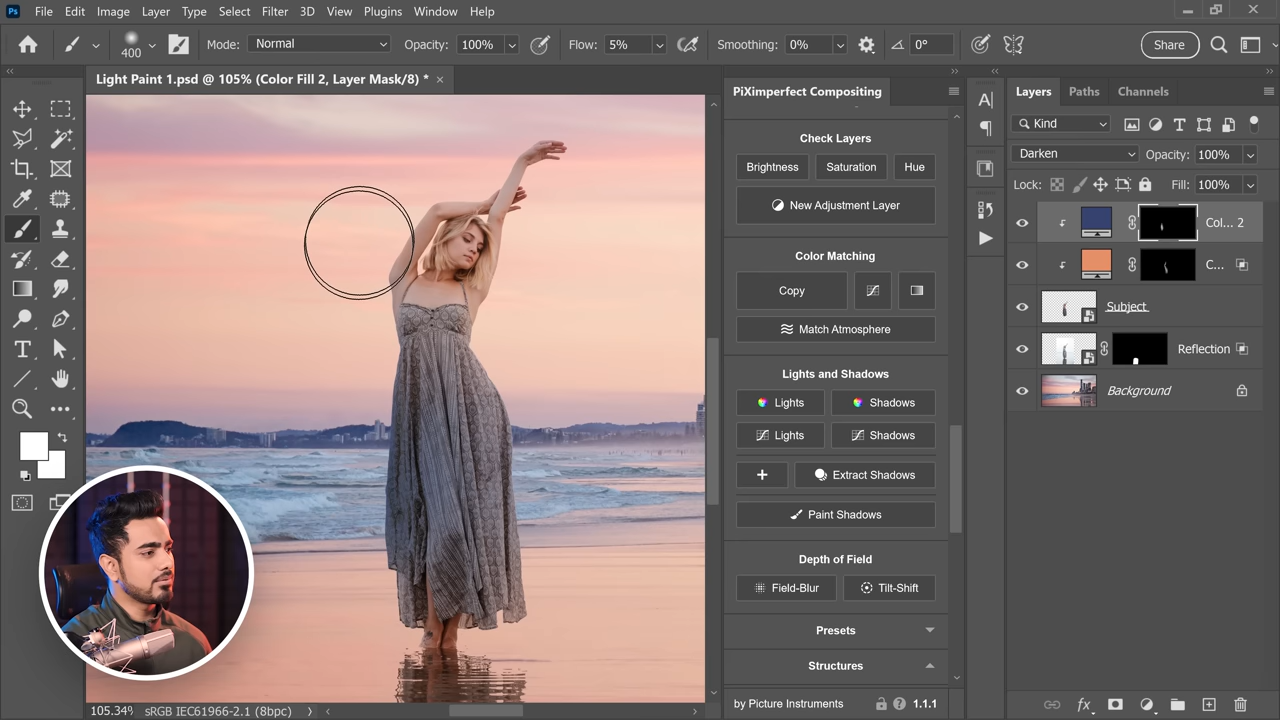 Ps File Edit Image Layer Type Select Filter 3D View Plugins Window Help
400 Mode: Normal Opacity: 100% Flow: 5% Smoothing: 0% 0° Share
Light Paint 1.psd @ 105% (Color Fill 2, Layer Mask/8) * ×
PiXimperfect Compositing
Check Layers
Brightness Saturation Hue
New Adjustment Layer
Color Matching
Copy
Match Atmosphere
Lights and Shadows
Lights Shadows
Lights Shadows
+ Extract Shadows
Paint Shadows
Depth of Field
Field-Blur Tilt-Shift
Presets
Structures
by Picture Instruments 1.1.1
Layers Paths Channels
Kind
Darken Opacity: 100%
Lock: Fill: 100%
Col... 2
C...
Subject
Reflection
Background
105.34% sRGB IEC61966-2.1 (8bpc)